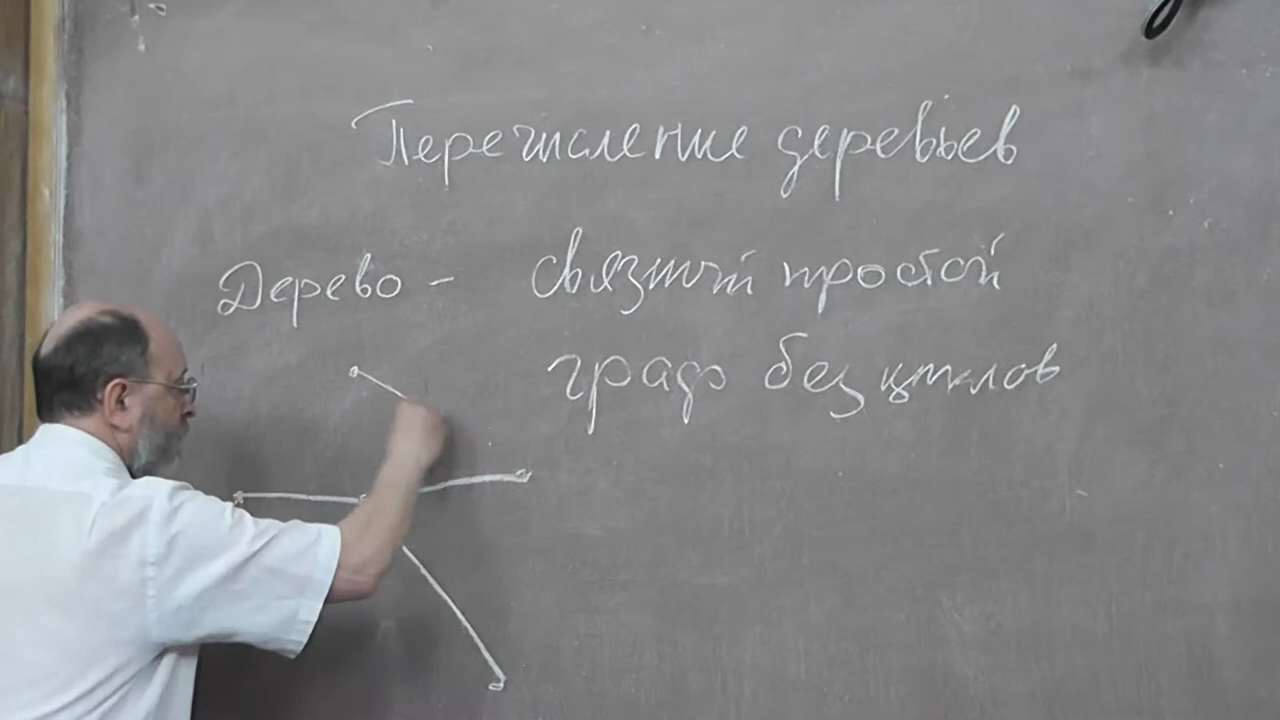 Перечисление деревьев
Дерево - связный простой
граф без циклов